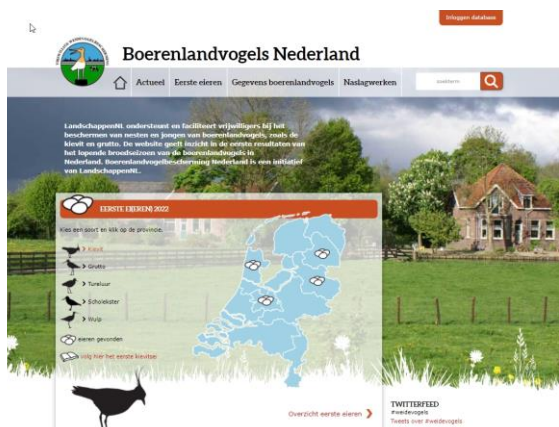 Inloggen database
Boerenlandvogels Nederland
Actueel
Eerste eieren
Gegevens boerenlandvogels
Naslagwerken
zoekterm
LandschappenNL ondersteunt en faciliteert vrijwilligers bij het
beschermen van nesten en jongen van boerenlandvogels, zoals de
kievit en grutto. De website geeft inzicht in de eerste resultaten van
het lopende broedseizoen van de boerenlandvogels in
Nederland. Boerenlandvogelbescherming Nederland is een initiatief
van LandschappenNL.
EERSTE EI(EREN) 2022
Kies een soort en klik op de provincie.
> Kievit
> Grutto
> Tureluur
> Scholekster
> Wulp
eieren gevonden
volg hier het eerste kievitsei
Overzicht eerste eieren
TWITTERFEED
#weidevogels
Tweets over #weidevogels